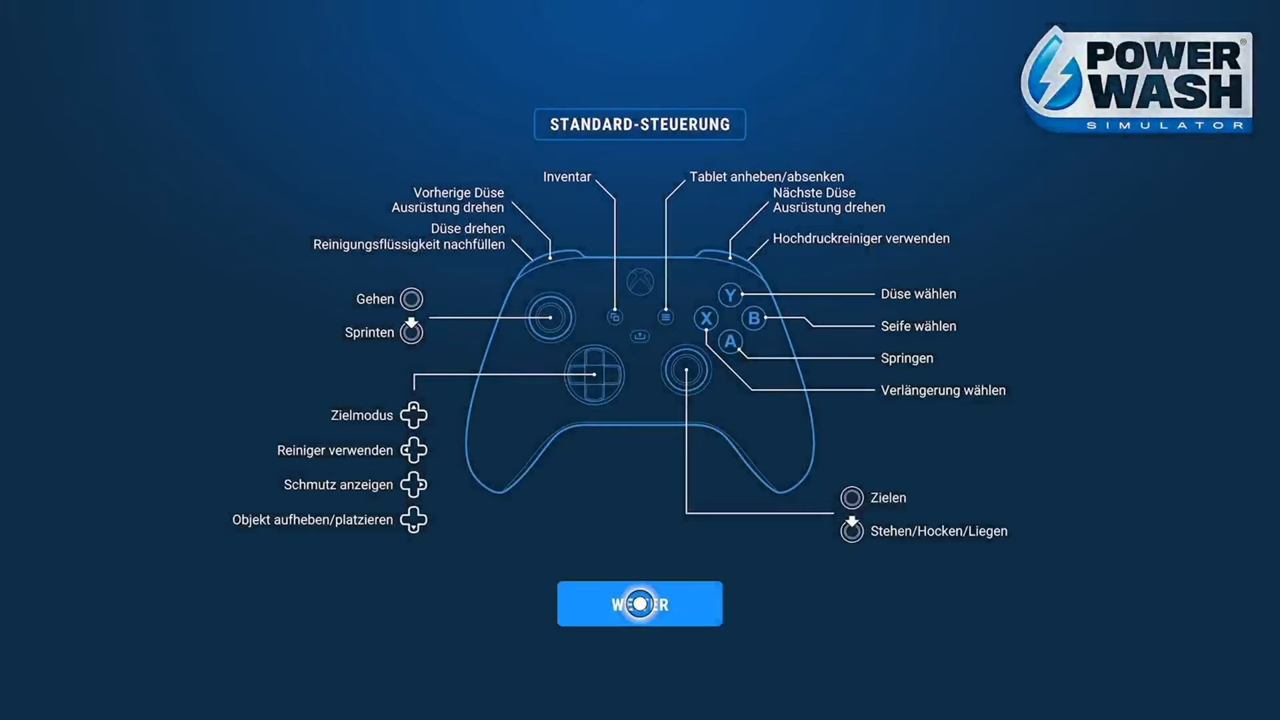 POWER
WASH
SIMULATOR
STANDARD-STEUERUNG
Inventar
Tablet anheben/absenken
Vorherige Düse
Ausrüstung drehen
Nächste Düse
Ausrüstung drehen
Düse drehen
Reinigungsflüssigkeit nachfüllen
Hochdruckreiniger verwenden
Gehen
Sprinten
Y
X
B
A
Düse wählen
Seife wählen
Springen
Verlängerung wählen
Zielmodus
Reiniger verwenden
Schmutz anzeigen
Objekt aufheben/platzieren
Zielen
Stehen/Hocken/Liegen
WEITER